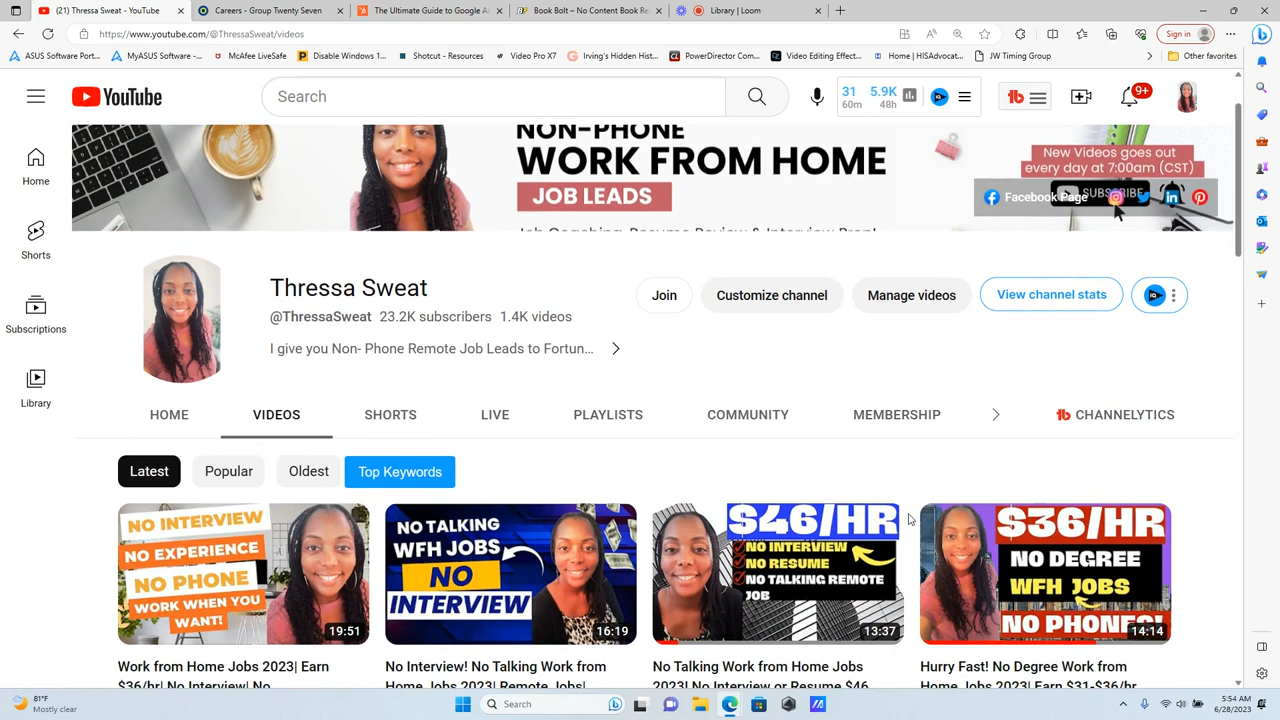 (21) Thressa Sweat - YouTube
Careers - Group Twenty Seven
The Ultimate Guide to Google A
Book Bolt – No Content Book Re
Library | Loom
https://www.youtube.com/@ThressaSweat/videos
Sign in
ASUS Software Port...
MyASUS Software -...
McAfee LiveSafe
Disable Windows 1...
Shotcut - Resources
Video Pro X7
Irving's Hidden Hist...
PowerDirector Com...
Video Editing Effect...
Home | HISAdvocat...
JW Timing Group
Other favorites
YouTube
Search
31 5.9K
60m 48h
9+
Home
Shorts
Subscriptions
Library
NON-PHONE
WORK FROM HOME
JOB LEADS
Job Coaching, Resume Review & Interview Prep!
New Videos goes out
every day at 7:00am (CST)
SUBSCRIBE
Facebook Page
Thressa Sweat
@ThressaSweat 23.2K subscribers 1.4K videos
I give you Non- Phone Remote Job Leads to Fortun...
Join
Customize channel
Manage videos
View channel stats
HOME
VIDEOS
SHORTS
LIVE
PLAYLISTS
COMMUNITY
MEMBERSHIP
CHANNELYTICS
Latest
Popular
Oldest
Top Keywords
NO INTERVIEW
NO EXPERIENCE
NO PHONE
WORK WHEN YOU
WANT!
19:51
NO TALKING
WFH JOBS
NO
INTERVIEW
16:19
$46/HR
NO INTERVIEW
NO RESUME
NO TALKING REMOTE
JOB
13:37
$36/HR
NO DEGREE
WFH JOBS
NO PHONES!
14:14
Work from Home Jobs 2023| Earn
$36/hr| No Interview| No
No Interview! No Talking Work from
Home Jobs 2023| Remote Jobs|
No Talking Work from Home Jobs
2023| No Interview or Resume $46
Hurry Fast! No Degree Work from
Home Jobs 2023| Earn $31-$36/hr
81°F
Mostly clear
Search
5:54 AM
6/28/2023